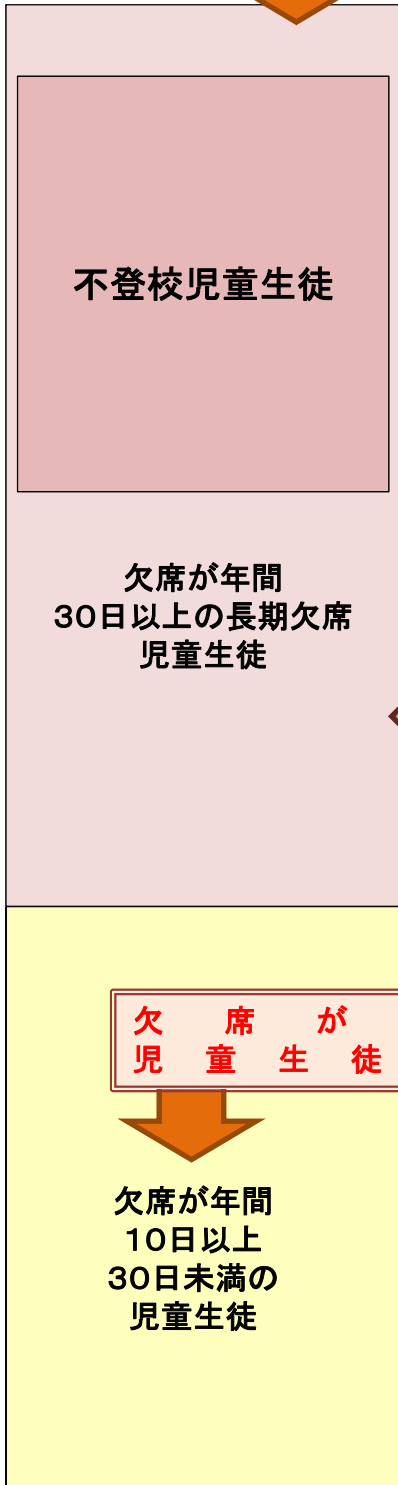 不登校児童生徒
欠席が年間
30日以上の長期欠席
児童生徒
欠席が
児童生徒
欠席が年間
10日以上
30日未満の
児童生徒